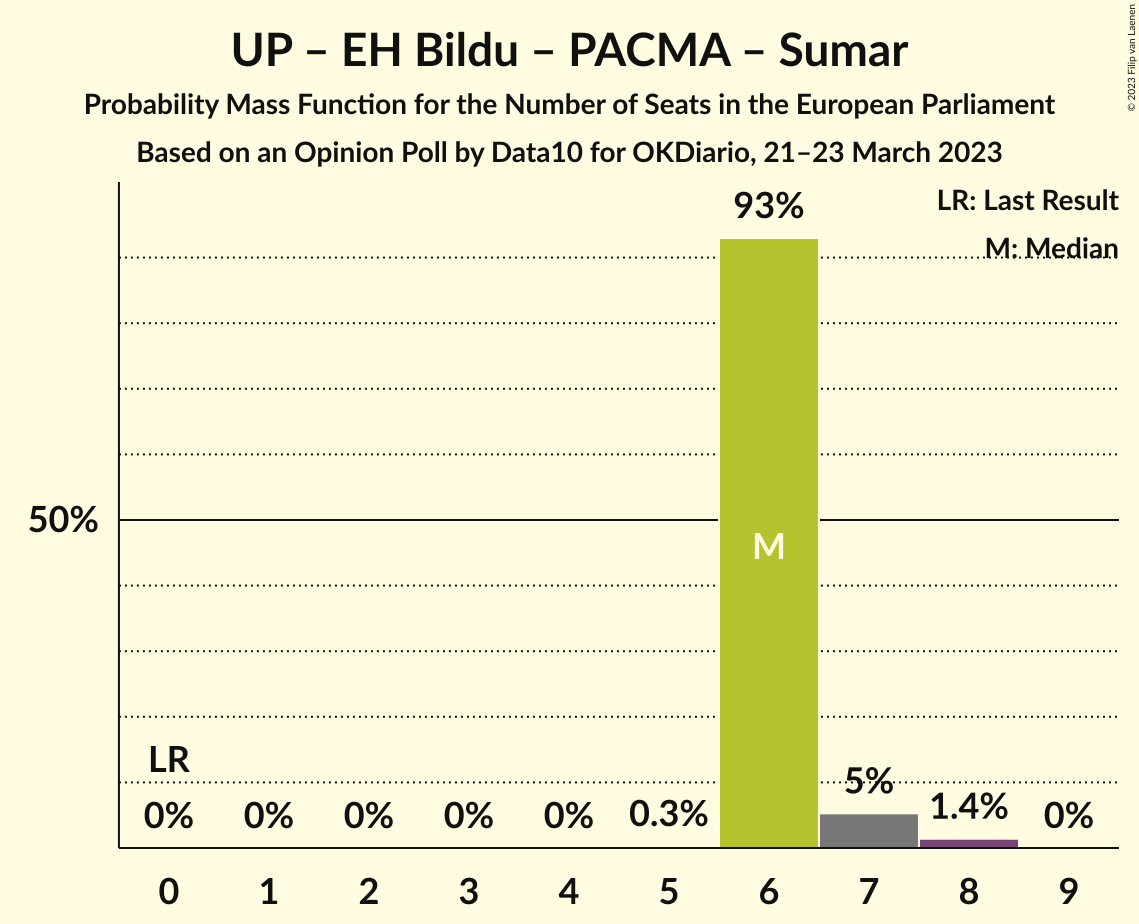 UP – EH Bildu – PACMA – Sumar
Probability Mass Function for the Number of Seats in the European Parliament
Based on an Opinion Poll by Data10 for OKDiario, 21–23 March 2023
© 2023 Filip van Laenen
LR: Last Result
M: Median
93%
50%
M
LR
0%
0%
0%
0%
0%
0.3%
5%
1.4%
0%
0 1 2 3 4 5 6 7 8 9